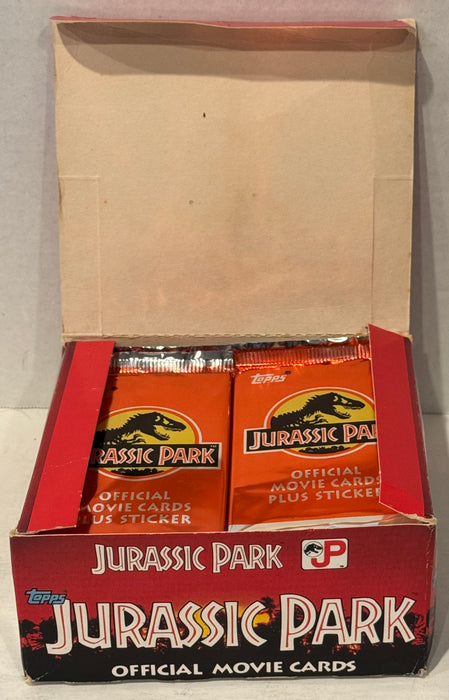 RASSIC PARK
OFFICIAL
MOVIE CARDS
PLUS STICKER
Topps
JURASSIC PAR
OFFICIAL
MOVIE CARDS
PLUS STICKER
JURASSIC PARK JP
Topps
JURASSIC PARK
OFFICIAL MOVIE CARDS